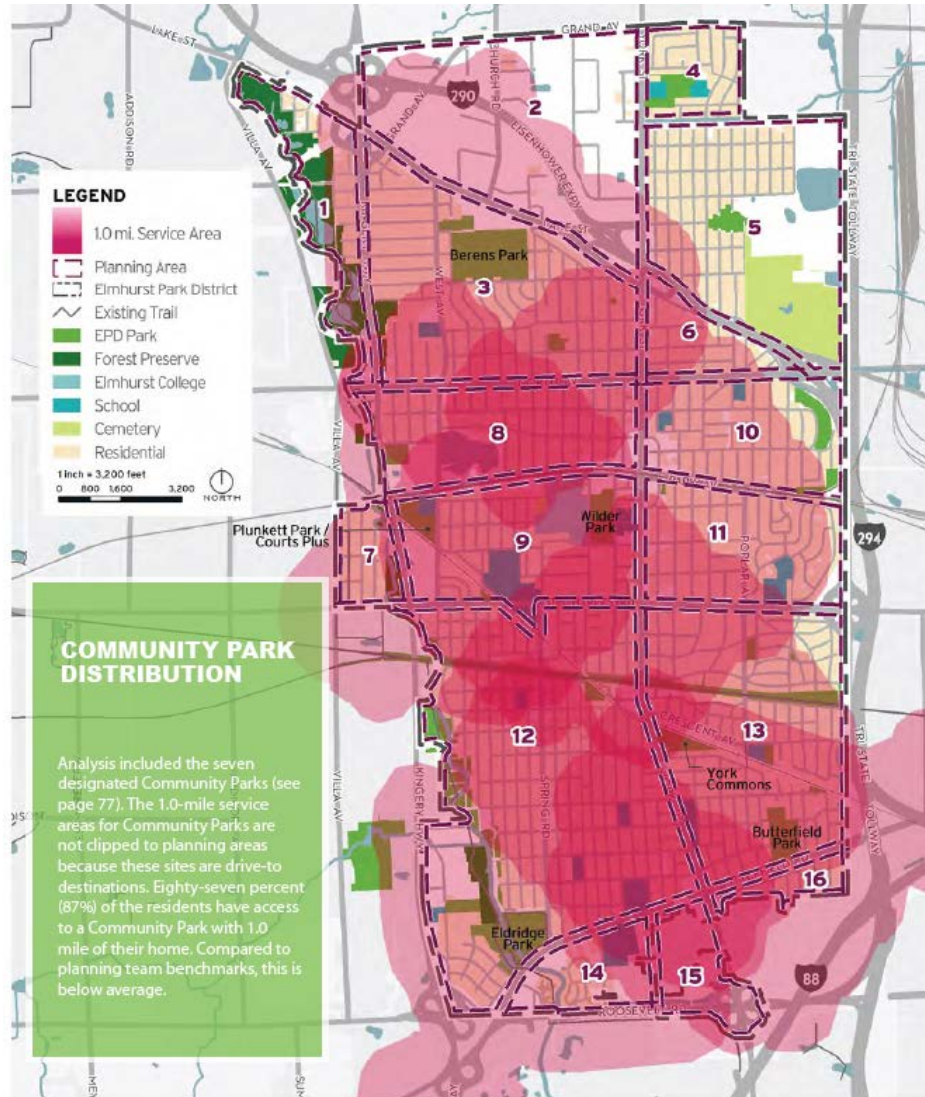 GRAND AV
LAKE ST
290
2
4
ADDISON RD
GRAND AV
EISENHOWER EXPY
VILLA AV
TRI STATE TOLLWAY
LEGEND
1.0 mi. Service Area
Planning Area
Elmhurst Park District
Existing Trail
EPD Park
Forest Preserve
Elmhurst College
School
Cemetery
Residential
1 inch = 3,200 feet
0 800 1,600 3,200
NORTH
1
5
Berens Park
3
WEST AV
6
8
10
VILLA AV
Plunkett Park /
Courts Plus
7
9
Wilder
Park
11
POPLAR A
294
COMMUNITY PARK
DISTRIBUTION
Analysis included the seven
designated Community Parks (see
page 77). The 1.0-mile service
areas for Community Parks are
not clipped to planning areas
because these sites are drive-to
destinations. Eighty-seven percent
(87%) of the residents have access
to a Community Park with 1.0
mile of their home. Compared to
planning team benchmarks, this is
below average.
12
CRESCENT AV
13
York
Commons
VILLA AV
KINGERY HWY
SPRING RD
TRI STATE TOLLWAY
Butterfield
Park
16
Eldridge
Park
14
15
88
ROOSEVELT RD